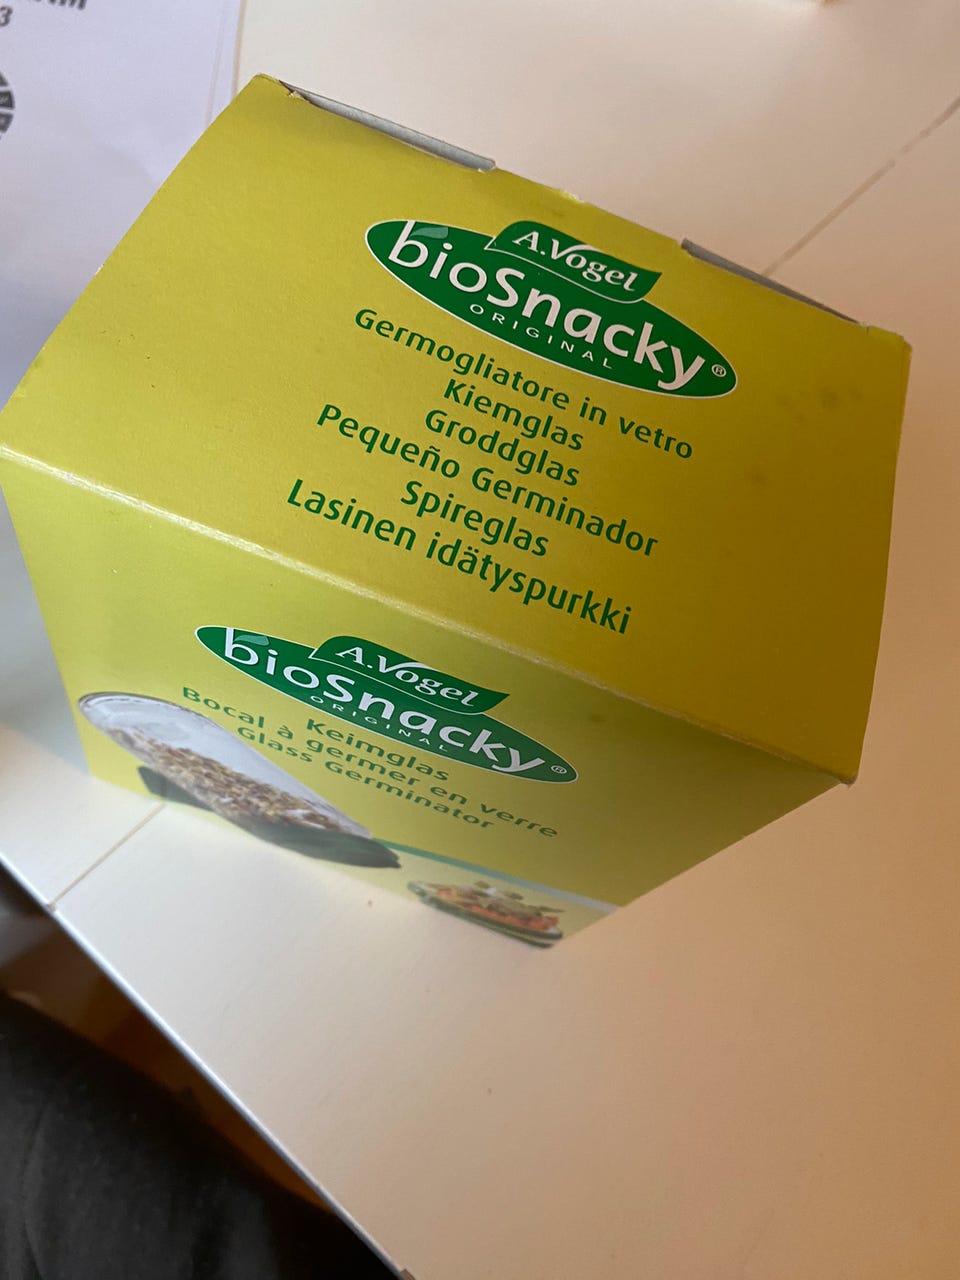 3
A.Vogel
bioSnacky®
ORIGINAL
Germogliatore in vetro
Kiemglas
Groddglas
Pequeño Germinador
Spireglas
Lasinen idätyspurkki
A.Vogel
bioSnacky®
ORIGINAL
Keimglas
Bocal à germer en verre
Glass Germinator